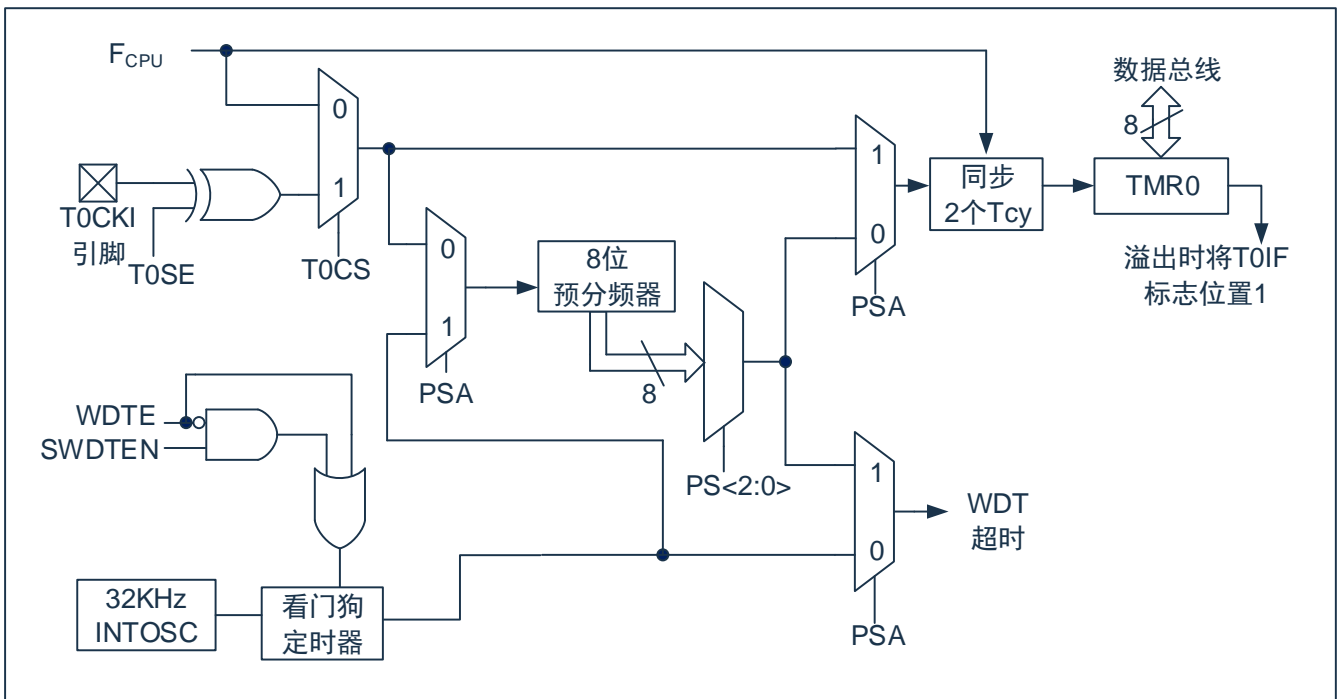 FCPU
数据总线
8
0
1
T0CKI
引脚
T0SE
T0CS
1
0
PSA
同步
2个Tcy
TMR0
溢出时将T0IF
标志位置1
0
1
PSA
8位
预分频器
8
PS<2:0>
WDTE
SWDTEN
1
0
PSA
WDT
超时
32KHz
INTOSC
看门狗
定时器